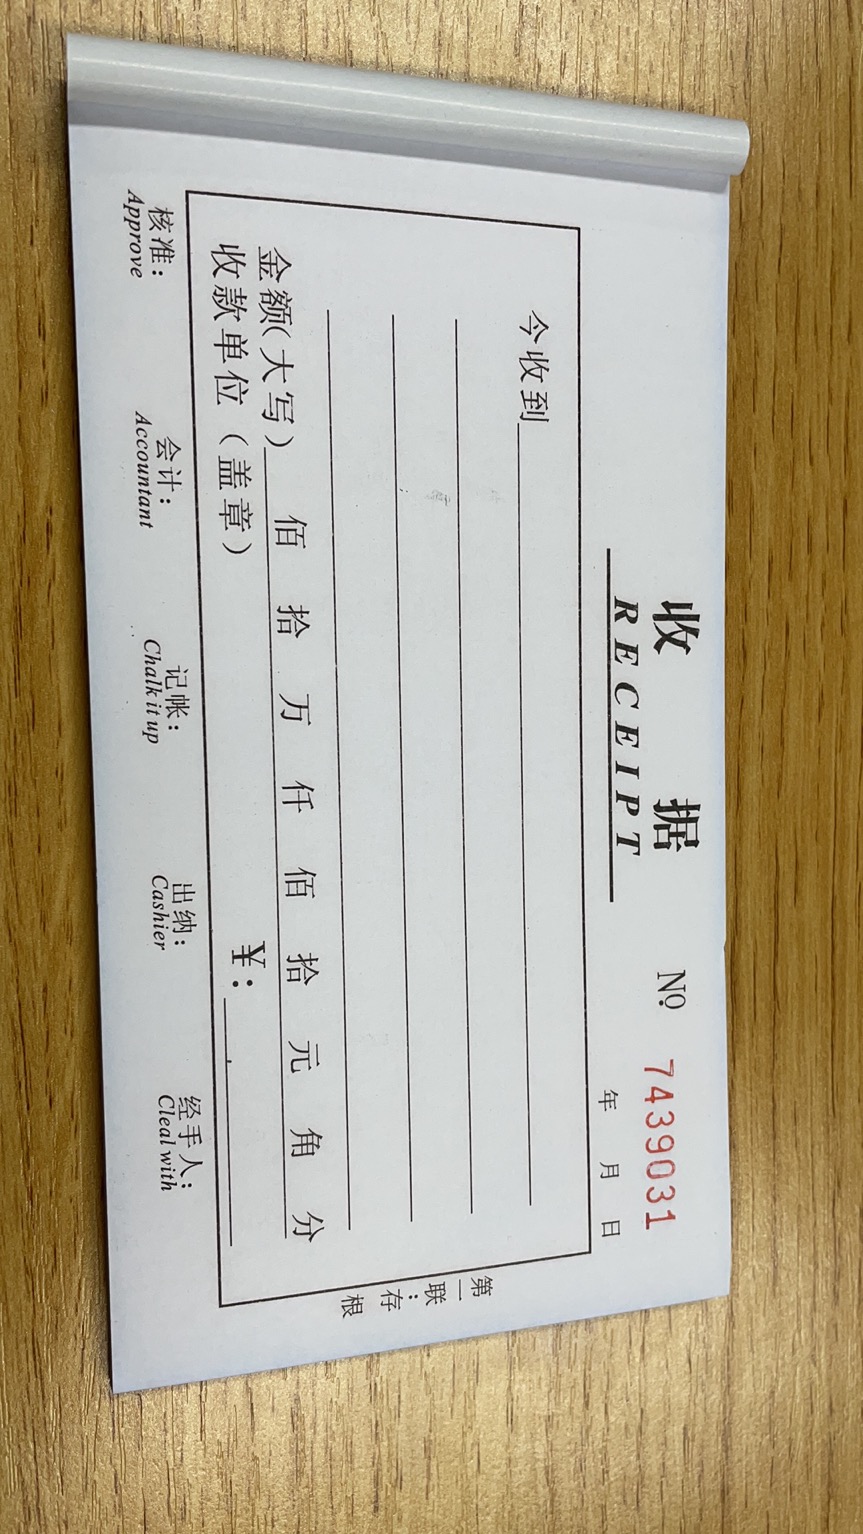 收 据 № 7439031
RECEIPT
年 月 日
今收到
金额(大写) 佰 拾 万 仟 佰 拾 元 角 分
收款单位（盖章） ¥：
核准： 会计： 记帐： 出纳： 经手人：
Approve Accountant Chalk it up Cashier Cleal with
第一联：存根